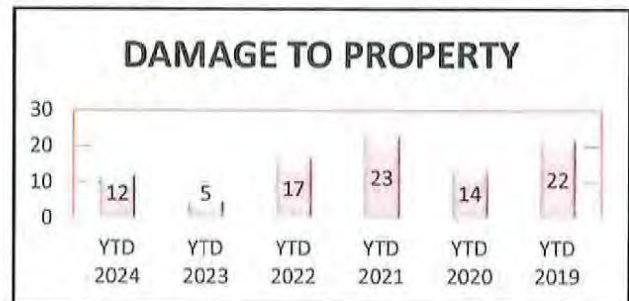 DAMAGE TO PROPERTY
30
20
10
0
12 5 17 23 14 22
YTD YTD YTD YTD YTD YTD
2024 2023 2022 2021 2020 2019